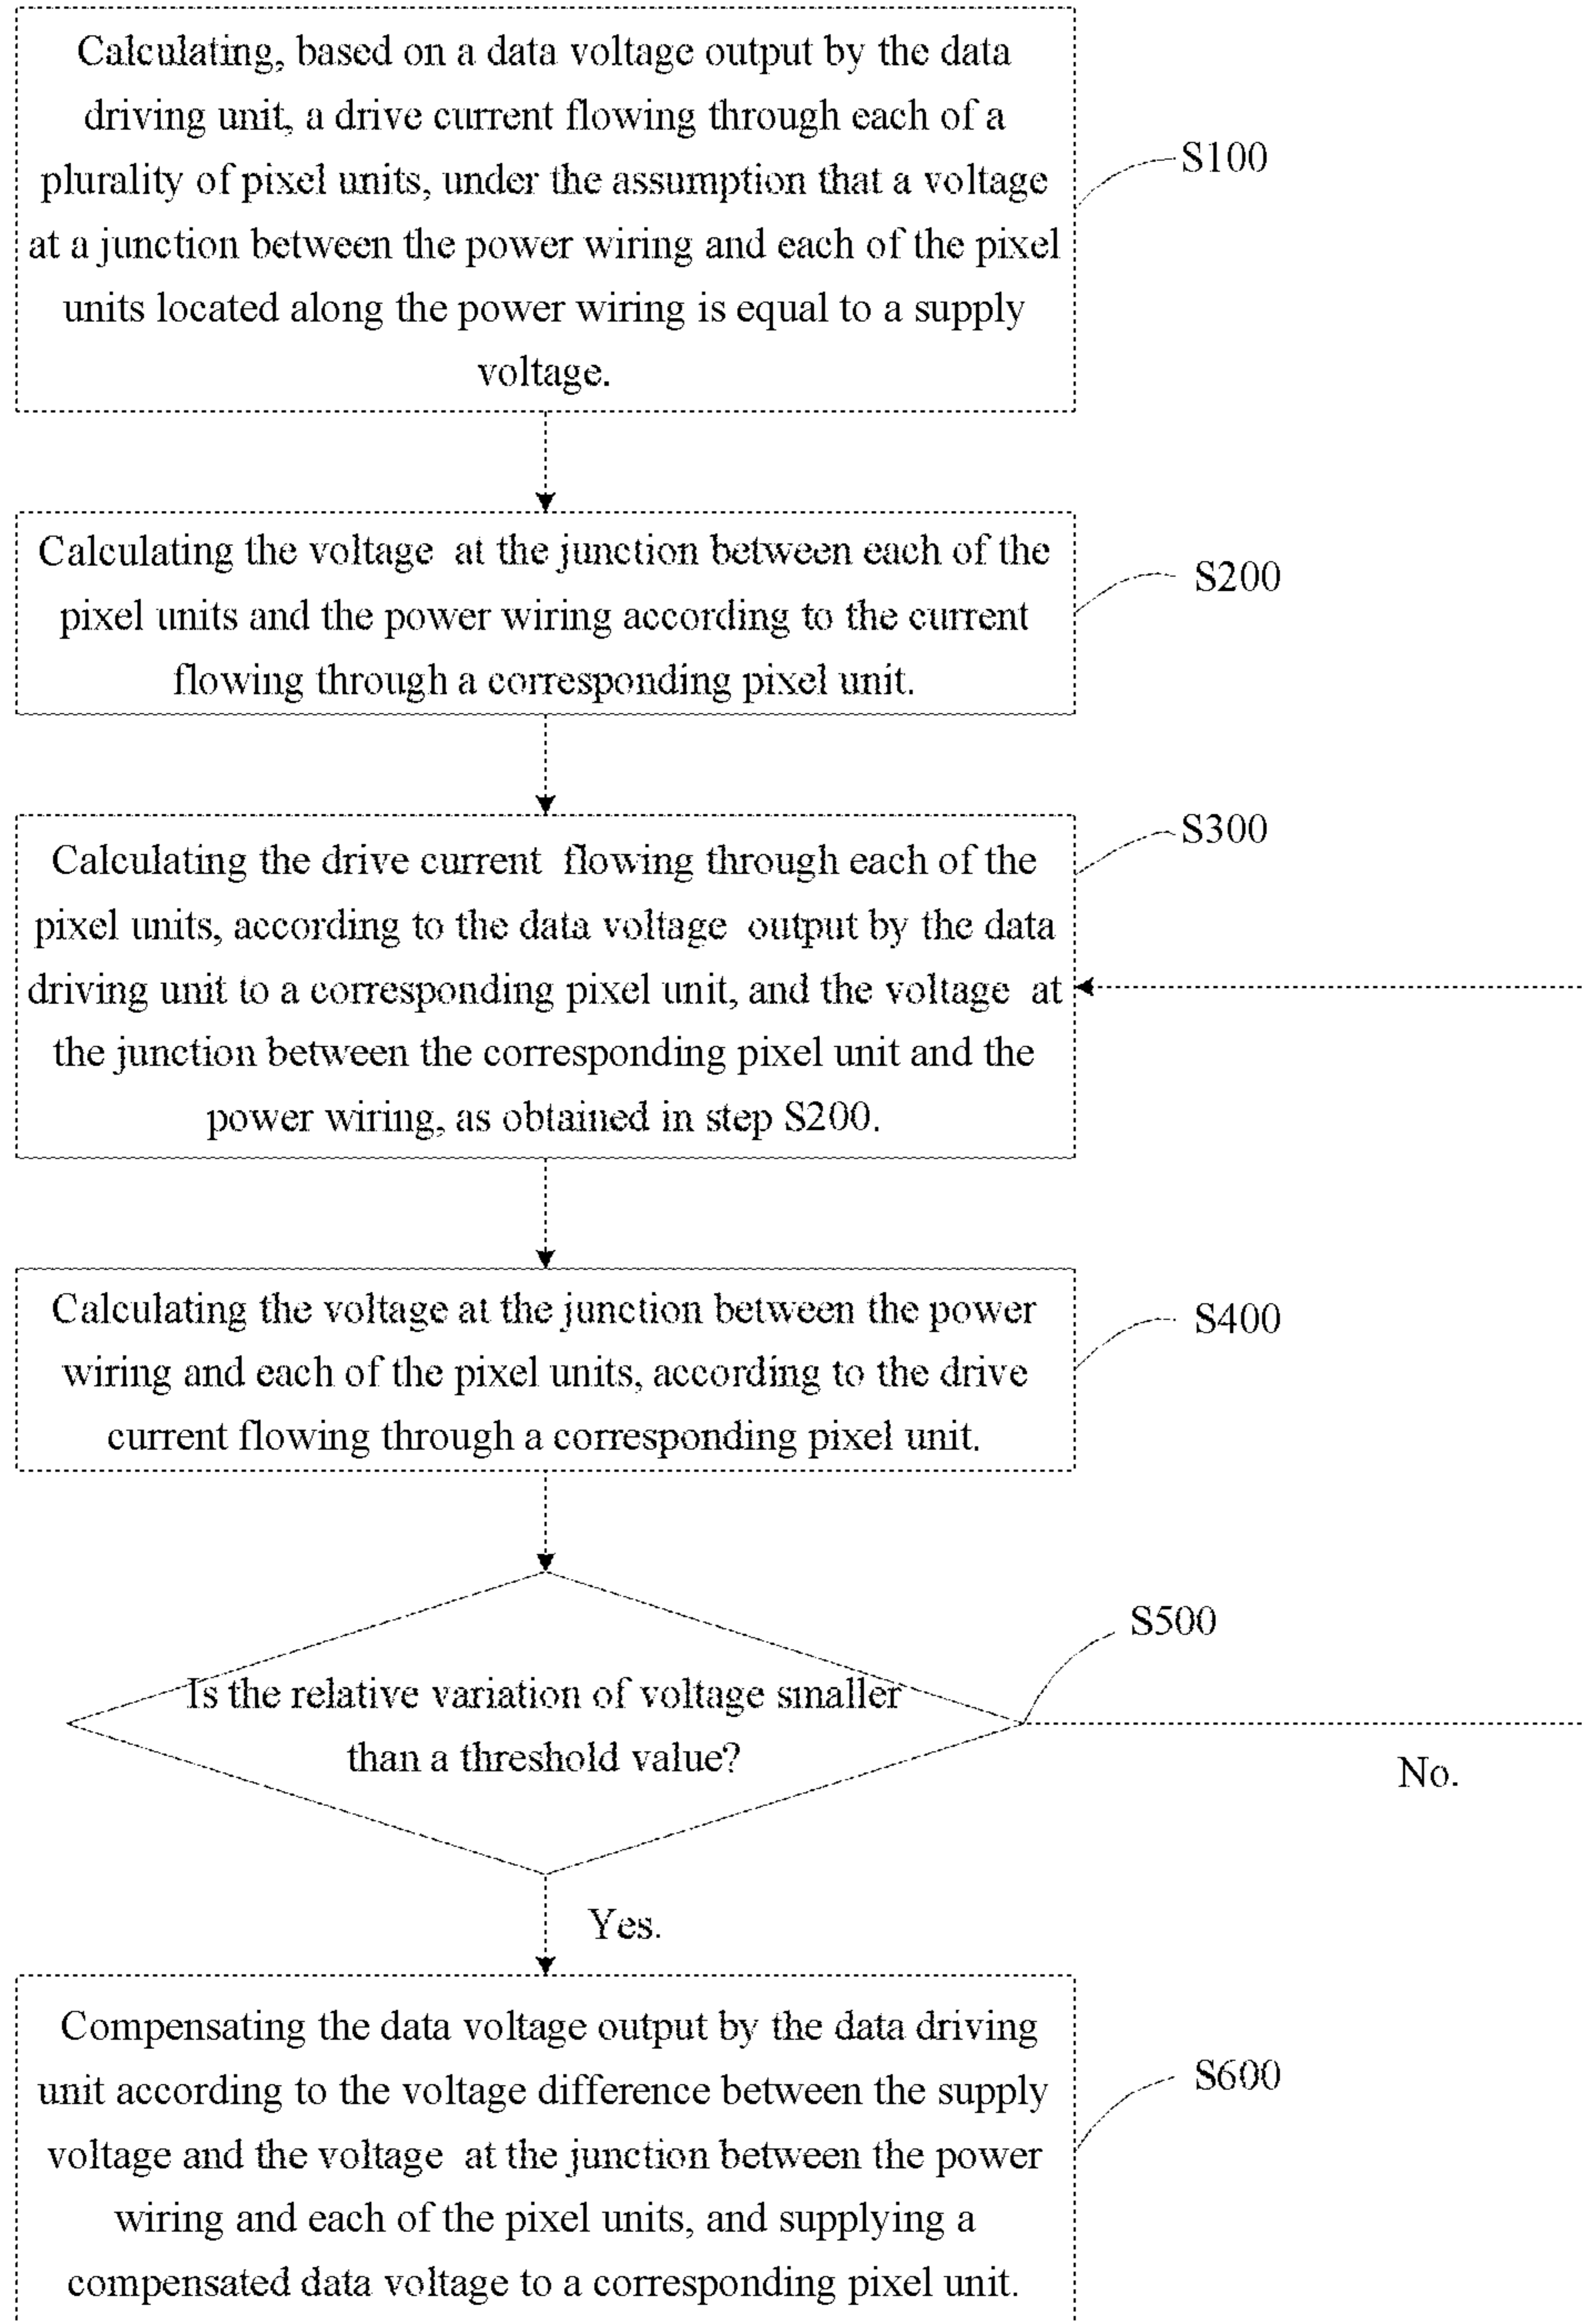 Calculating, based on a data voltage output by the data
driving unit, a drive current flowing through each of a
plurality of pixel units, under the assumption that a voltage
at a junction between the power wiring and each of the pixel
units located along the power wiring is equal to a supply
voltage.
S100
Calculating the voltage at the junction between each of the
pixel units and the power wiring according to the current
flowing through a corresponding pixel unit.
S200
Calculating the drive current flowing through each of the
pixel units, according to the data voltage output by the data
driving unit to a corresponding pixel unit, and the voltage at
the junction between the corresponding pixel unit and the
power wiring, as obtained in step S200.
S300
Calculating the voltage at the junction between the power
wiring and each of the pixel units, according to the drive
current flowing through a corresponding pixel unit.
S400
Is the relative variation of voltage smaller
than a threshold value?
S500
No.
Yes.
Compensating the data voltage output by the data driving
unit according to the voltage difference between the supply
voltage and the voltage at the junction between the power
wiring and each of the pixel units, and supplying a
compensated data voltage to a corresponding pixel unit.
S600